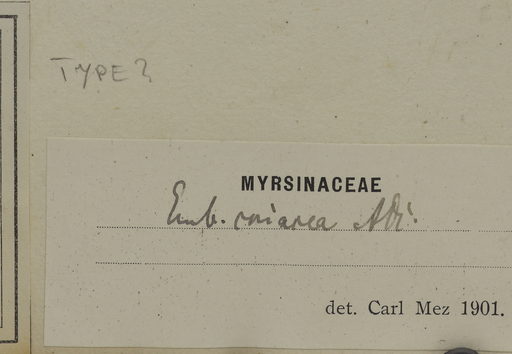 TYPE?
MYRSINACEAE
Emb. coriacea
det. Carl Mez 1901.